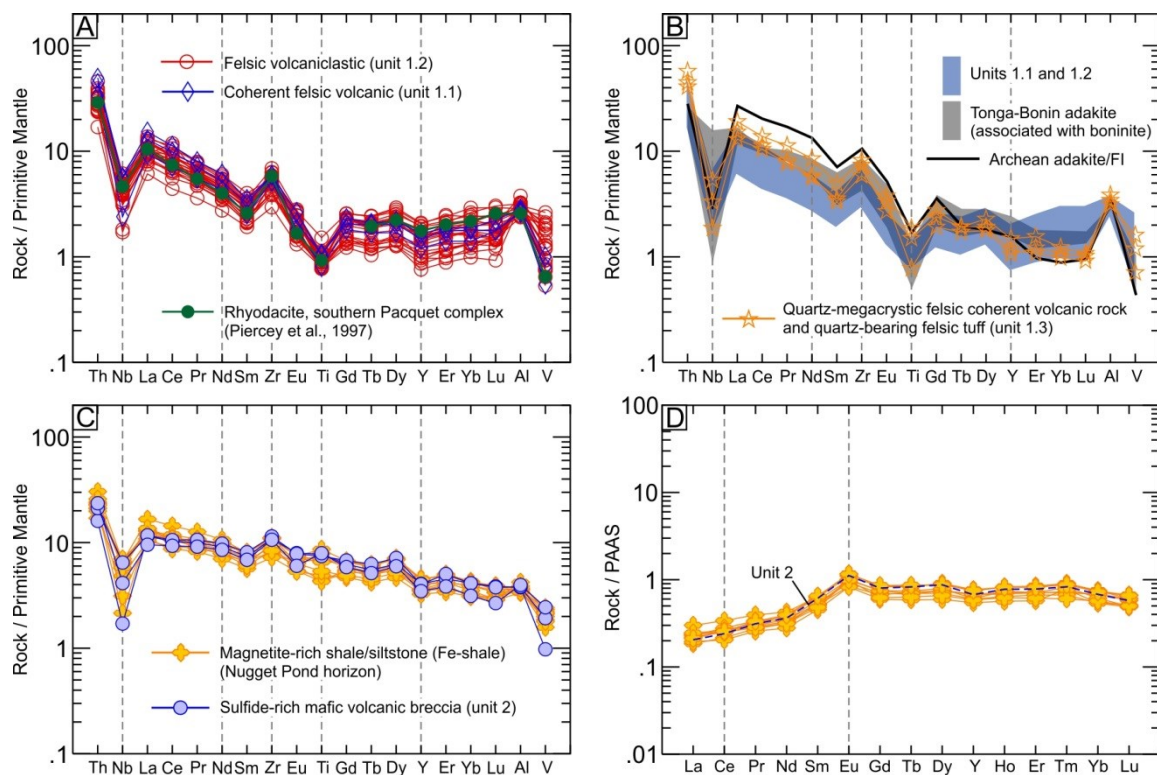 A
Rock / Primitive Mantle
100
10
1
.1
Felsic volcaniclastic (unit 1.2)
Coherent felsic volcanic (unit 1.1)
Rhyodacite, southern Pacquet complex
(Piercey et al., 1997)
Th Nb La Ce Pr Nd Sm Zr Eu Ti Gd Tb Dy Y Er Yb Lu Al V
B
Rock / Primitive Mantle
100
10
1
.1
Units 1.1 and 1.2
Tonga-Bonin adakite
(associated with boninite)
Archean adakite/FI
Quartz-megacrystic felsic coherent volcanic rock
and quartz-bearing felsic tuff (unit 1.3)
Th Nb La Ce Pr Nd Sm Zr Eu Ti Gd Tb Dy Y Er Yb Lu Al V
C
Rock / Primitive Mantle
100
10
1
.1
Magnetite-rich shale/siltstone (Fe-shale)
(Nugget Pond horizon)
Sulfide-rich mafic volcanic breccia (unit 2)
Th Nb La Ce Pr Nd Sm Zr Eu Ti Gd Tb Dy Y Er Yb Lu Al V
D
Rock / PAAS
100
10
1
.1
.01
Unit 2
La Ce Pr Nd Sm Eu Gd Tb Dy Y Ho Er Tm Yb Lu